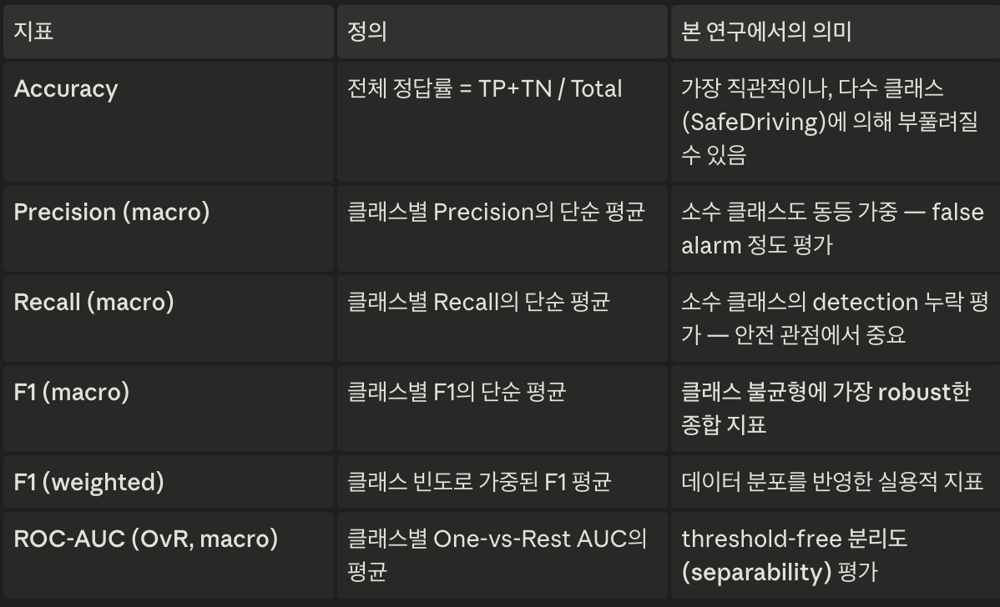 지표
정의
본 연구에서의 의미
Accuracy
전체 정답률 = TP+TN / Total
가장 직관적이나, 다수 클래스
(SafeDriving)에 의해 부풀려질
수 있음
Precision (macro)
클래스별 Precision의 단순 평균
소수 클래스도 동등 가중 — false
alarm 정도 평가
Recall (macro)
클래스별 Recall의 단순 평균
소수 클래스의 detection 누락 평
가 — 안전 관점에서 중요
F1 (macro)
클래스별 F1의 단순 평균
클래스 불균형에 가장 robust한
종합 지표
F1 (weighted)
클래스 빈도로 가중된 F1 평균
데이터 분포를 반영한 실용적 지표
ROC-AUC (OvR, macro)
클래스별 One-vs-Rest AUC의
평균
threshold-free 분리도
(separability) 평가